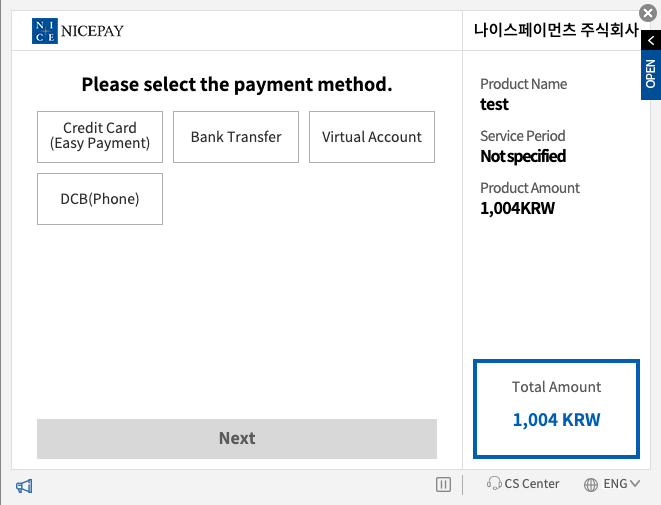 NICE NICEPAY
나이스페이먼츠 주식회사
OPEN
Please select the payment method.
Credit Card
(Easy Payment)
Bank Transfer
Virtual Account
DCB(Phone)
Next
Product Name
test
Service Period
Not specified
Product Amount
1,004KRW
Total Amount
1,004 KRW
CS Center
ENG